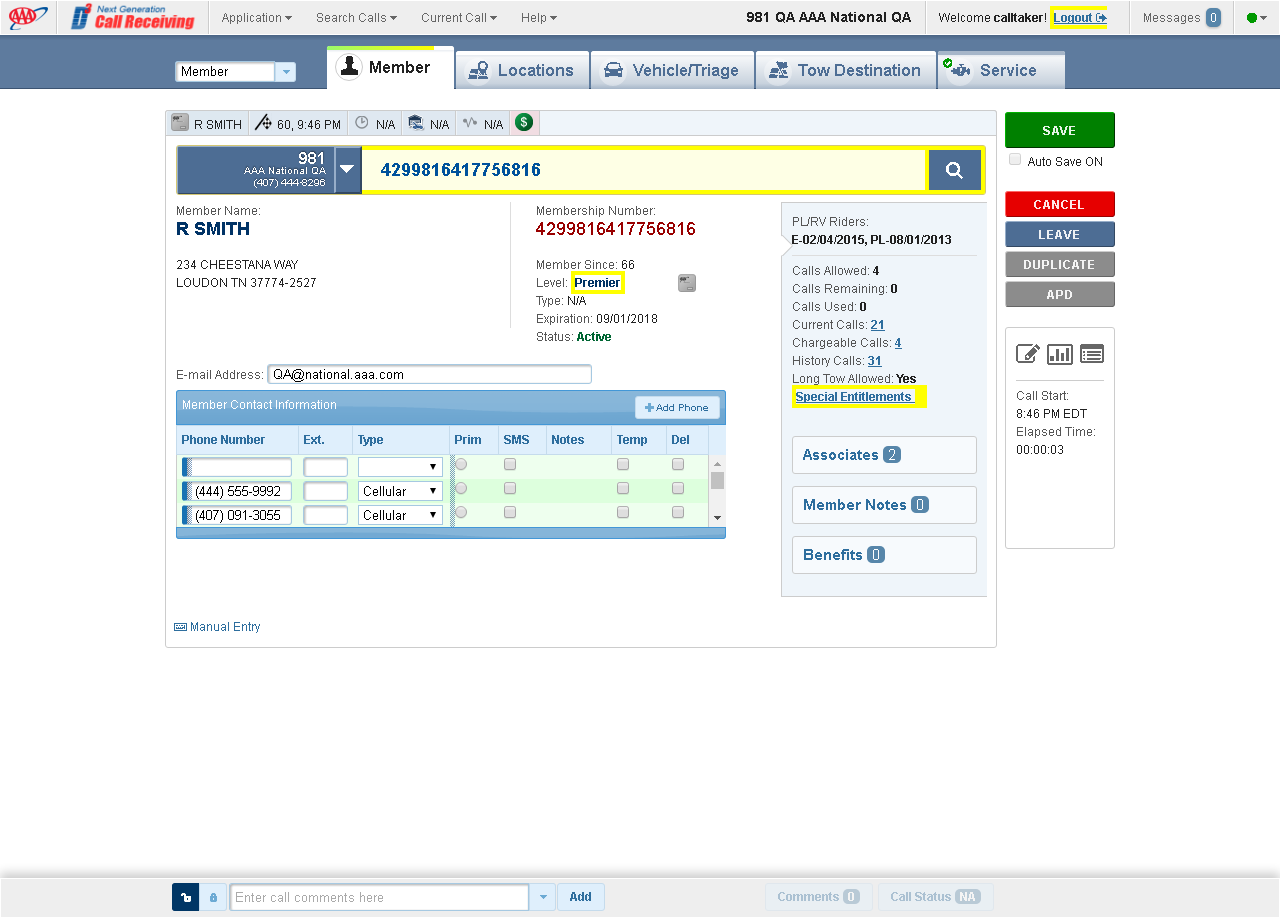 AAA Next Generation Call Receiving Application Search Calls Current Call Help 981 QA AAA National QA Welcome calltaker! Logout Messages 0
Member Member Locations Vehicle/Triage Tow Destination Service
R SMITH 60, 9:46 PM N/A N/A N/A $
981
AAA National QA
(407) 444-8296
4299816417756816
Member Name:
R SMITH
234 CHEESTANA WAY
LOUDON TN 37774-2527
Membership Number:
4299816417756816
Member Since: 66
Level: Premier
Type: N/A
Expiration: 09/01/2018
Status: Active
E-mail Address: QA@national.aaa.com
Member Contact Information + Add Phone
Phone Number Ext. Type Prim SMS Notes Temp Del
(444) 555-9992 Cellular
(407) 091-3055 Cellular
Manual Entry
PL/RV Riders:
E-02/04/2015, PL-08/01/2013
Calls Allowed: 4
Calls Remaining: 0
Calls Used: 0
Current Calls: 21
Chargeable Calls: 4
History Calls: 31
Long Tow Allowed: Yes
Special Entitlements
Associates 2
Member Notes 0
Benefits 0
SAVE
Auto Save ON
CANCEL
LEAVE
DUPLICATE
APD
Call Start:
8:46 PM EDT
Elapsed Time:
00:00:03
Enter call comments here Add Comments 0 Call Status NA